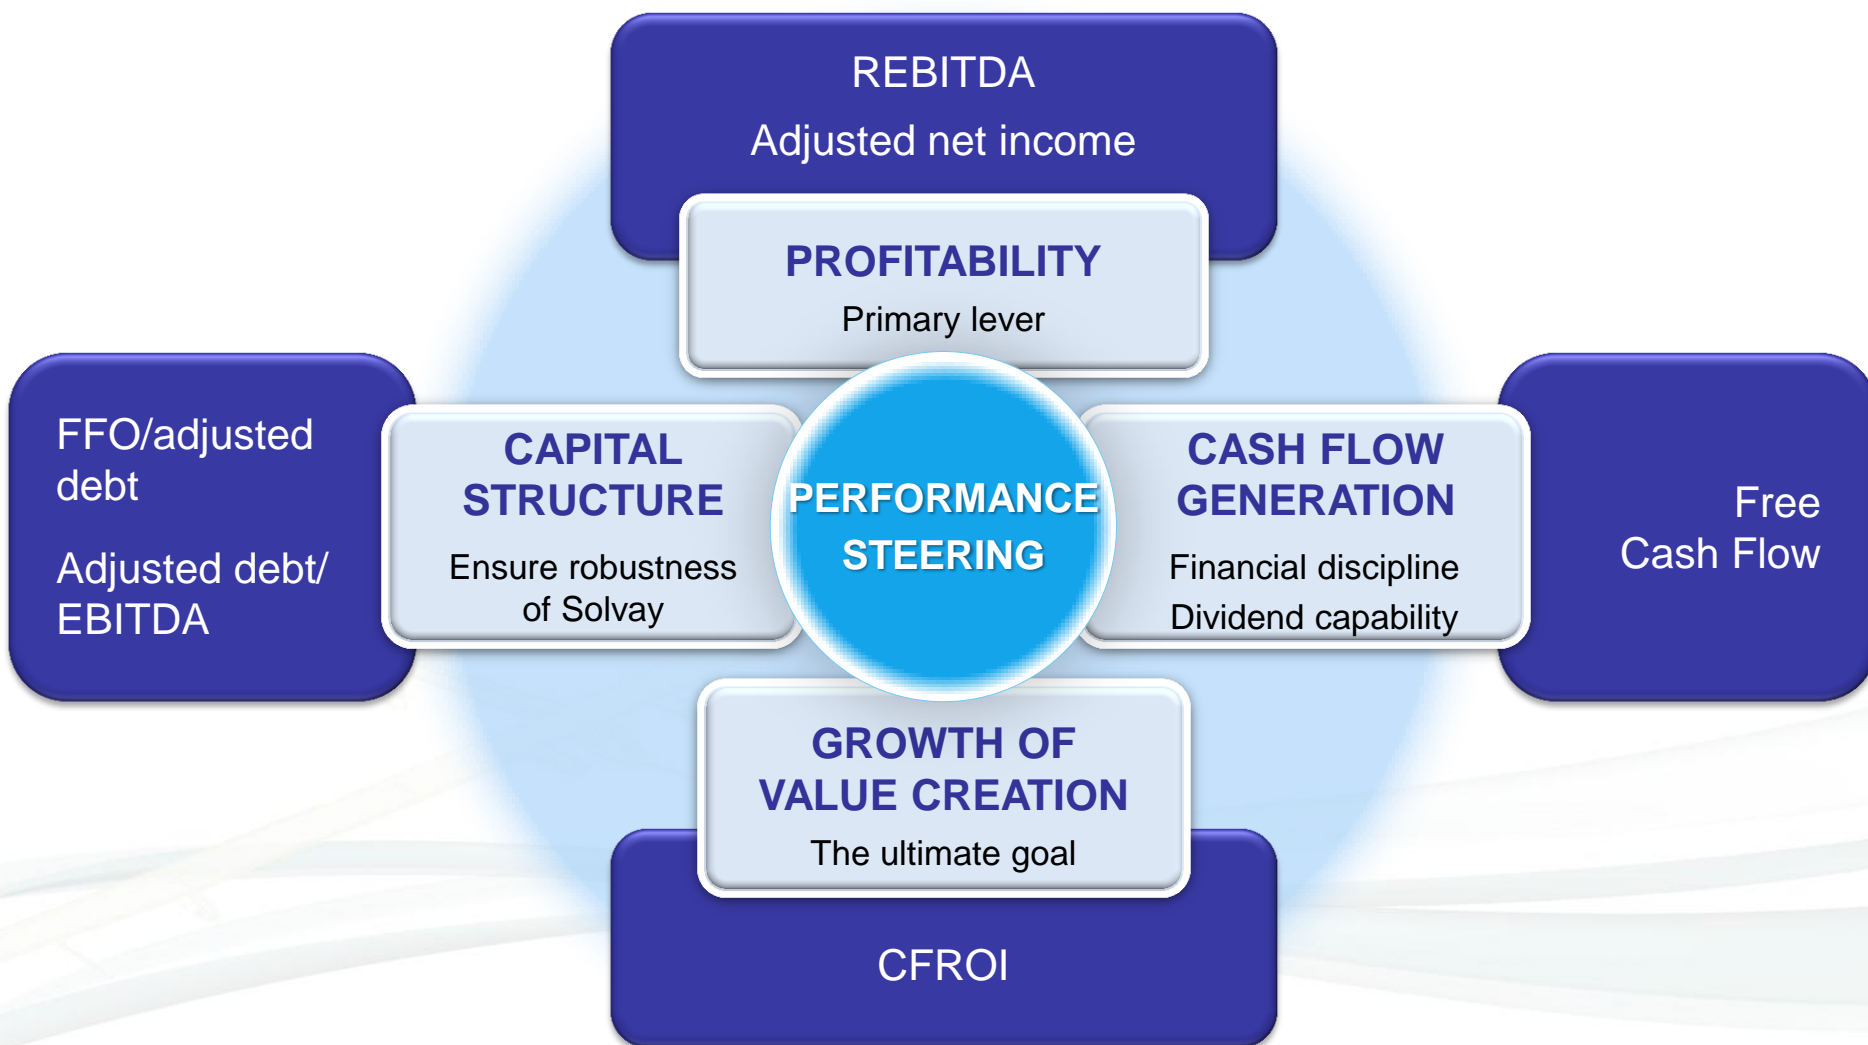 REBITDA
Adjusted net income
PROFITABILITY
Primary lever
FFO/adjusted
debt
Adjusted debt/
EBITDA
CAPITAL
STRUCTURE
Ensure robustness
of Solvay
PERFORMANCE
STEERING
CASH FLOW
GENERATION
Financial discipline
Dividend capability
Free
Cash Flow
GROWTH OF
VALUE CREATION
The ultimate goal
CFROI